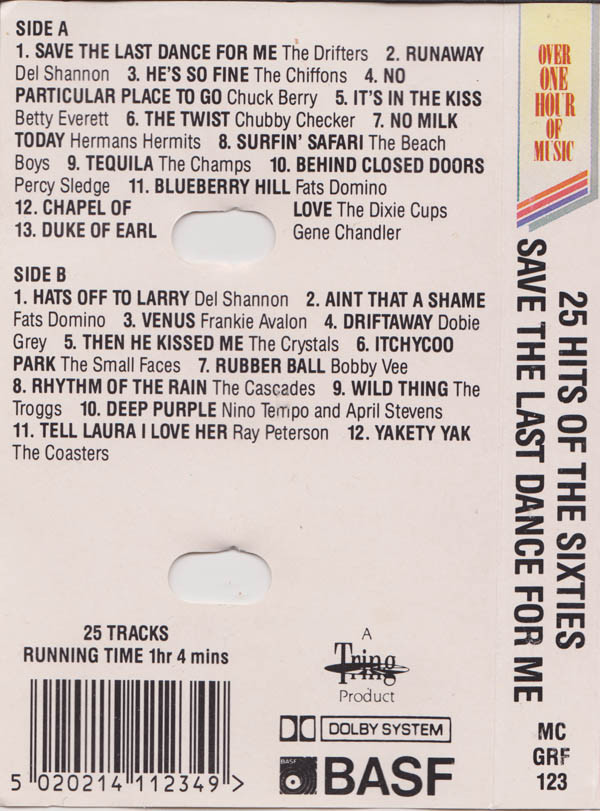 SIDE A
1. SAVE THE LAST DANCE FOR ME The Drifters 2. RUNAWAY
Del Shannon 3. HE'S SO FINE The Chiffons 4. NO
PARTICULAR PLACE TO GO Chuck Berry 5. IT'S IN THE KISS
Betty Everett 6. THE TWIST Chubby Checker 7. NO MILK
TODAY Hermans Hermits 8. SURFIN' SAFARI The Beach
Boys 9. TEQUILA The Champs 10. BEHIND CLOSED DOORS
Percy Sledge 11. BLUEBERRY HILL Fats Domino
12. CHAPEL OF LOVE The Dixie Cups
13. DUKE OF EARL Gene Chandler
SIDE B
1. HATS OFF TO LARRY Del Shannon 2. AINT THAT A SHAME
Fats Domino 3. VENUS Frankie Avalon 4. DRIFTAWAY Dobie
Grey 5. THEN HE KISSED ME The Crystals 6. ITCHYCOO
PARK The Small Faces 7. RUBBER BALL Bobby Vee
8. RHYTHM OF THE RAIN The Cascades 9. WILD THING The
Troggs 10. DEEP PURPLE Nino Tempo and April Stevens
11. TELL LAURA I LOVE HER Ray Peterson 12. YAKETY YAK
The Coasters
25 TRACKS
RUNNING TIME 1hr 4 mins
5 020214 112349 >
A
Tring
Product
DOLBY SYSTEM
BASF
BASF
OVER
ONE
HOUR
OF
MUSIC
25 HITS OF THE SIXTIES
SAVE THE LAST DANCE FOR ME
MC
GRF
123